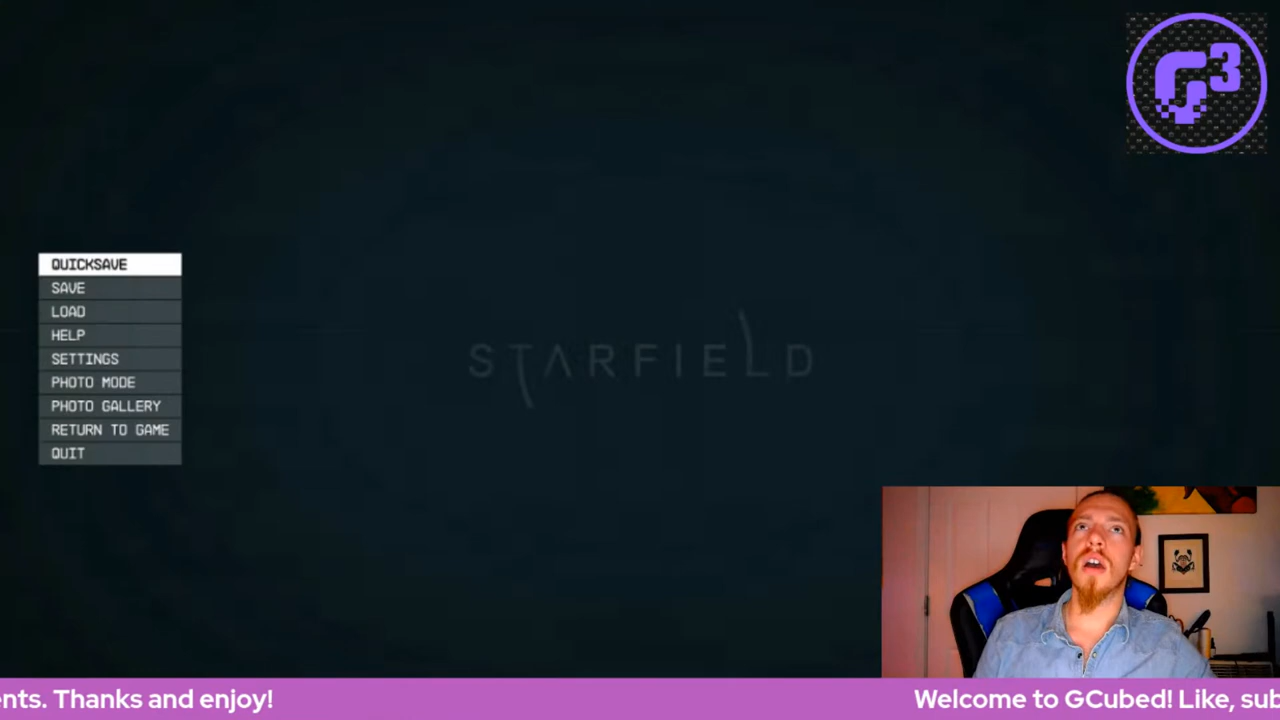 G3
QUICKSAVE
SAVE
LOAD
HELP
SETTINGS
PHOTO MODE
PHOTO GALLERY
RETURN TO GAME
QUIT
STARFIELD
ents. Thanks and enjoy!
Welcome to GCubed! Like, sub